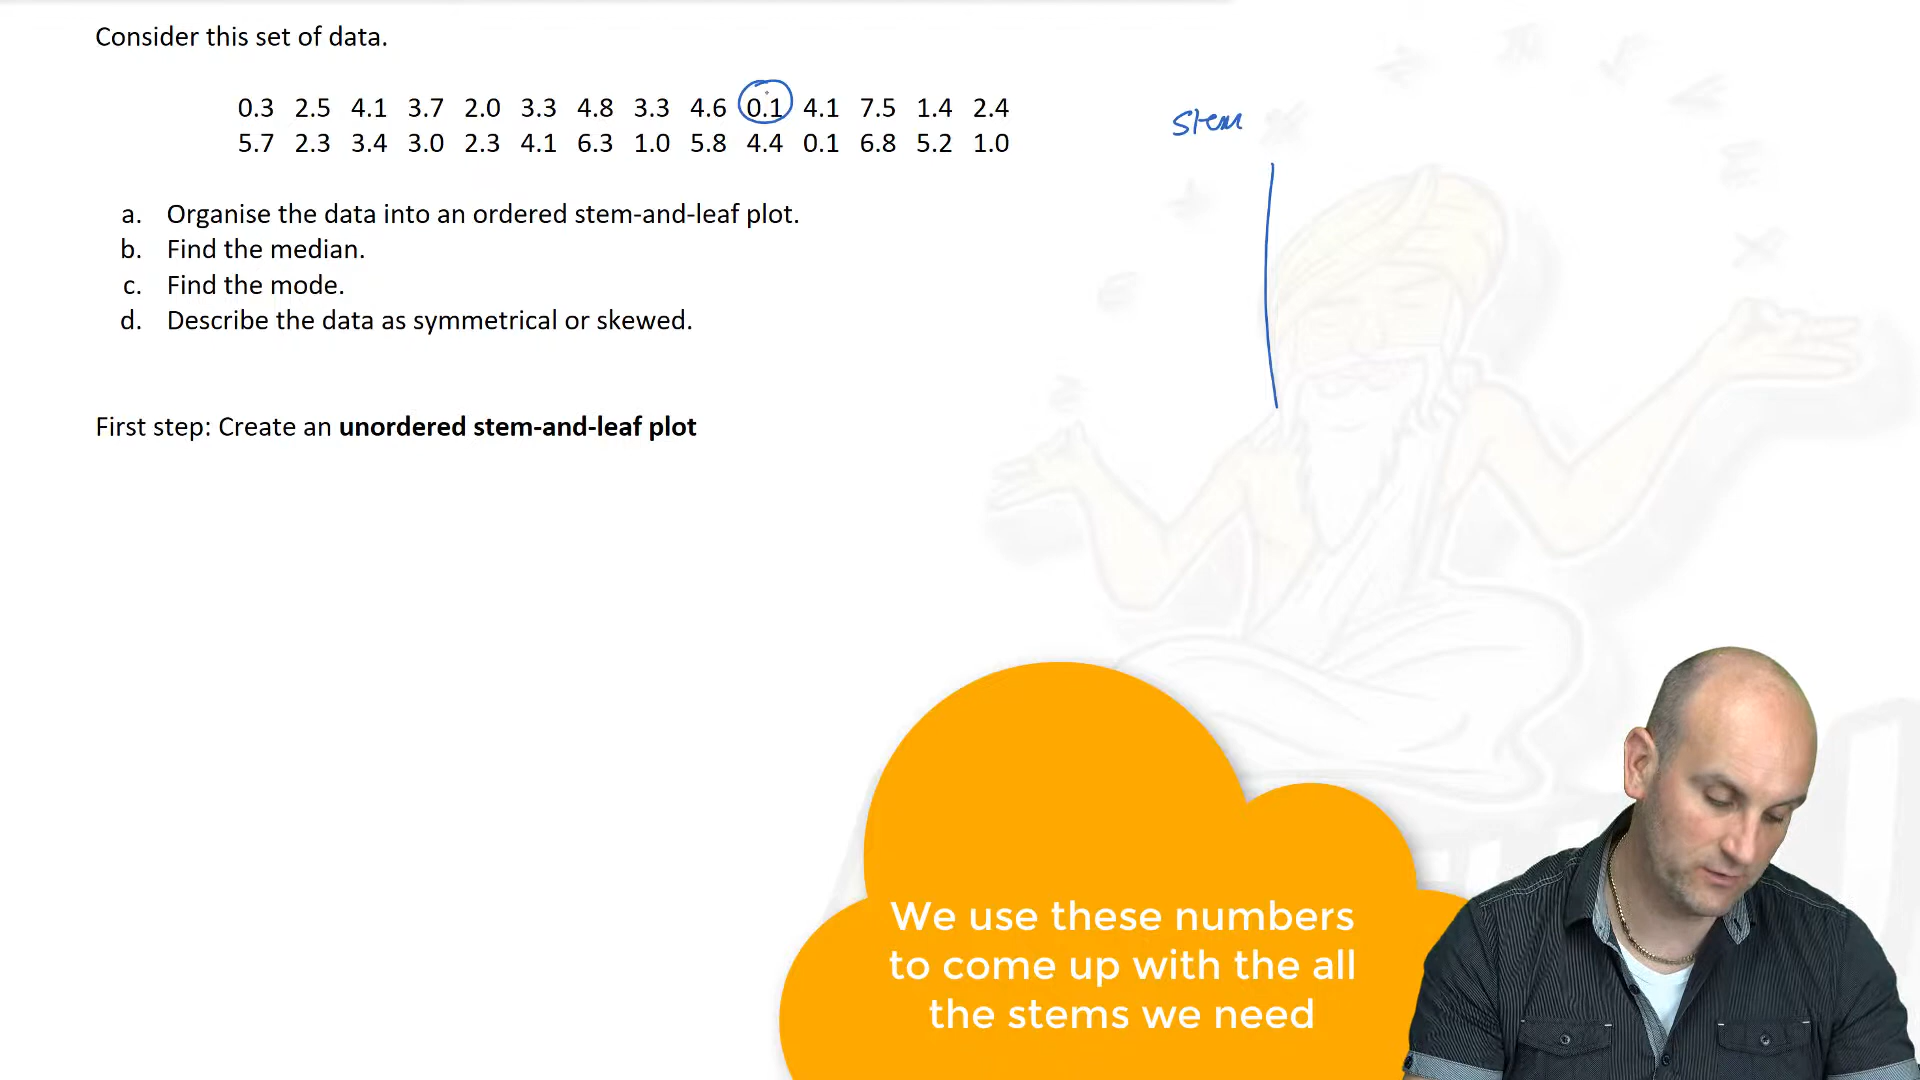 Consider this set of data.
0.3 2.5 4.1 3.7 2.0 3.3 4.8 3.3 4.6 0.1 4.1 7.5 1.4 2.4
5.7 2.3 3.4 3.0 2.3 4.1 6.3 1.0 5.8 4.4 0.1 6.8 5.2 1.0
Stem
a. Organise the data into an ordered stem-and-leaf plot.
b. Find the median.
c. Find the mode.
d. Describe the data as symmetrical or skewed.
First step: Create an unordered stem-and-leaf plot
We use these numbers
to come up with the all
the stems we need